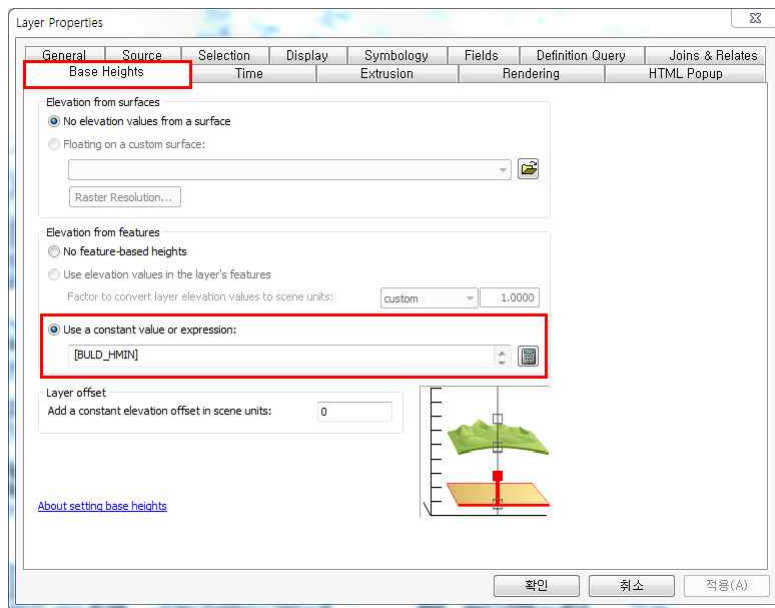 Layer Properties
General Source Selection Display Symbology Fields Definition Query Joins & Relates
Base Heights Time Extrusion Rendering HTML Popup
Elevation from surfaces
No elevation values from a surface
Floating on a custom surface:
Raster Resolution...
Elevation from features
No feature-based heights
Use elevation values in the layer's features
Factor to convert layer elevation values to scene units: custom 1.0000
Use a constant value or expression:
[BULD_HMIN]
Layer offset
Add a constant elevation offset in scene units: 0
About setting base heights
확인 취소 적용(A)